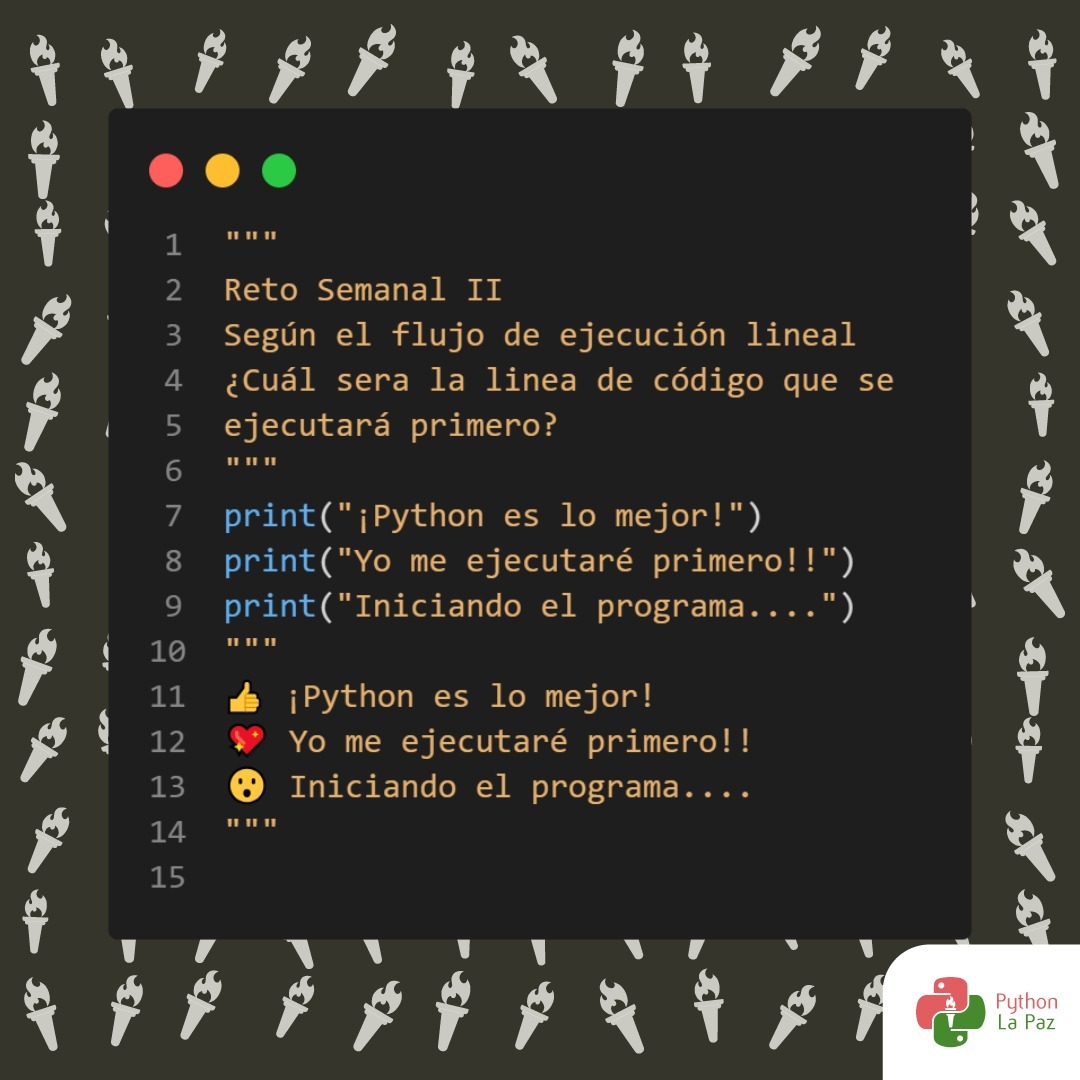 1 """
2 Reto Semanal II
3 Según el flujo de ejecución lineal
4 ¿Cuál sera la linea de código que se
5 ejecutará primero?
6 """
7 print("¡Python es lo mejor!")
8 print("Yo me ejecutaré primero!!")
9 print("Iniciando el programa....")
10 """
11 👍 ¡Python es lo mejor!
12 💖 Yo me ejecutaré primero!!
13 😮 Iniciando el programa....
14 """
15
Python
La Paz